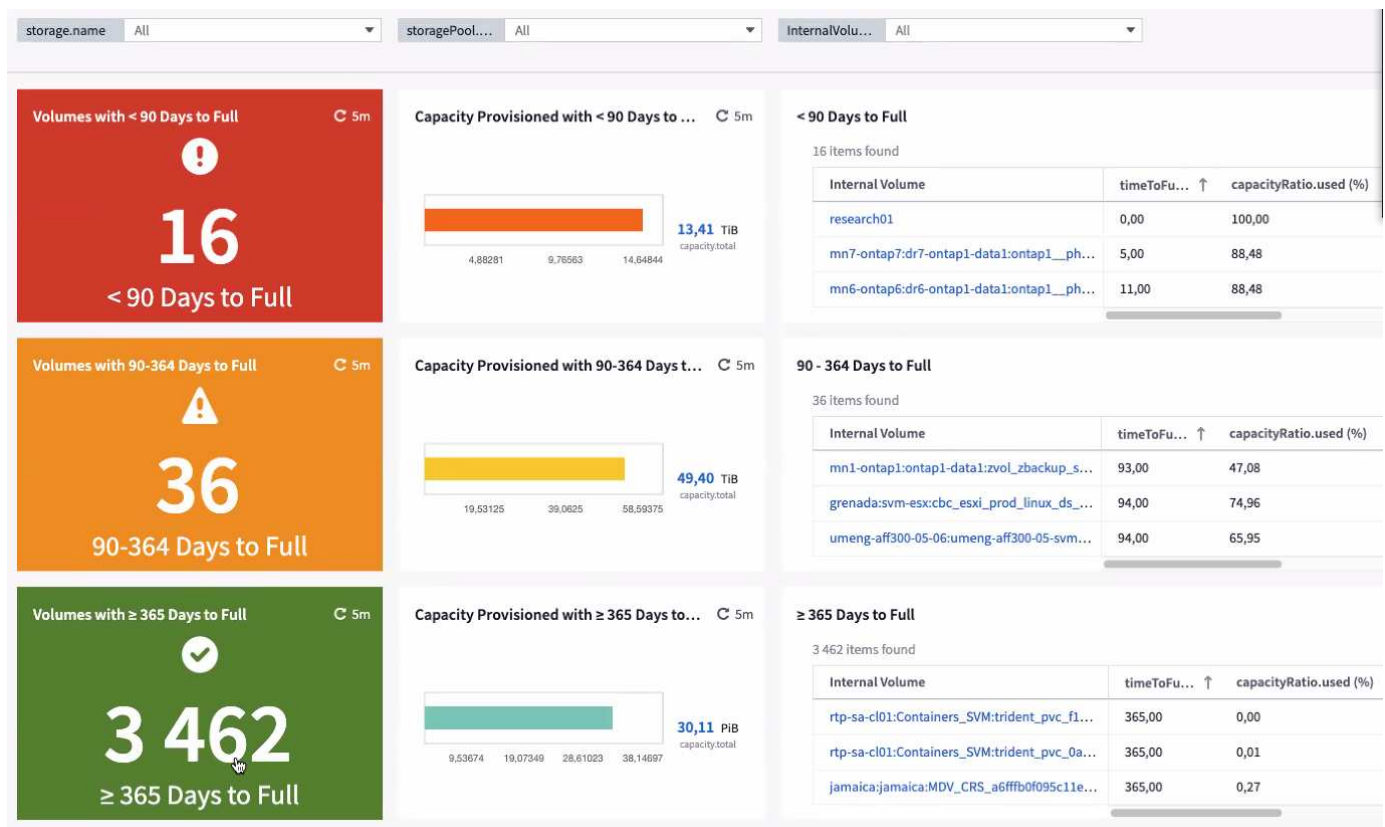 storage.name All storagePool.... All InternalVolu... All
Volumes with < 90 Days to Full 5m
16
< 90 Days to Full
Capacity Provisioned with < 90 Days to ... 5m
13,41 TiB
capacity.total
4,88281 9,76563 14,64844
< 90 Days to Full
16 items found
Internal Volume timeToFu... ↑ capacityRatio.used (%)
research01 0,00 100,00
mn7-ontap7:dr7-ontap1-data1:ontap1__ph... 5,00 88,48
mn6-ontap6:dr6-ontap1-data1:ontap1__ph... 11,00 88,48
Volumes with 90-364 Days to Full 5m
36
90-364 Days to Full
Capacity Provisioned with 90-364 Days t... 5m
49,40 TiB
capacity.total
19,53125 39,0625 58,59375
90 - 364 Days to Full
36 items found
Internal Volume timeToFu... ↑ capacityRatio.used (%)
mn1-ontap1:ontap1-data1:zvol_zbackup_s... 93,00 47,08
grenada:svm-esx:cbc_esxi_prod_linux_ds_... 94,00 74,96
umeng-aff300-05-06:umeng-aff300-05-svm... 94,00 65,95
Volumes with ≥ 365 Days to Full 5m
3 462
≥ 365 Days to Full
Capacity Provisioned with ≥ 365 Days to... 5m
30,11 PiB
capacity.total
9,53674 19,07349 28,61023 38,14697
≥ 365 Days to Full
3 462 items found
Internal Volume timeToFu... ↑ capacityRatio.used (%)
rtp-sa-cl01:Containers_SVM:trident_pvc_f1... 365,00 0,00
rtp-sa-cl01:Containers_SVM:trident_pvc_0a... 365,00 0,01
jamaica:jamaica:MDV_CRS_a6fffb0f095c11e... 365,00 0,27